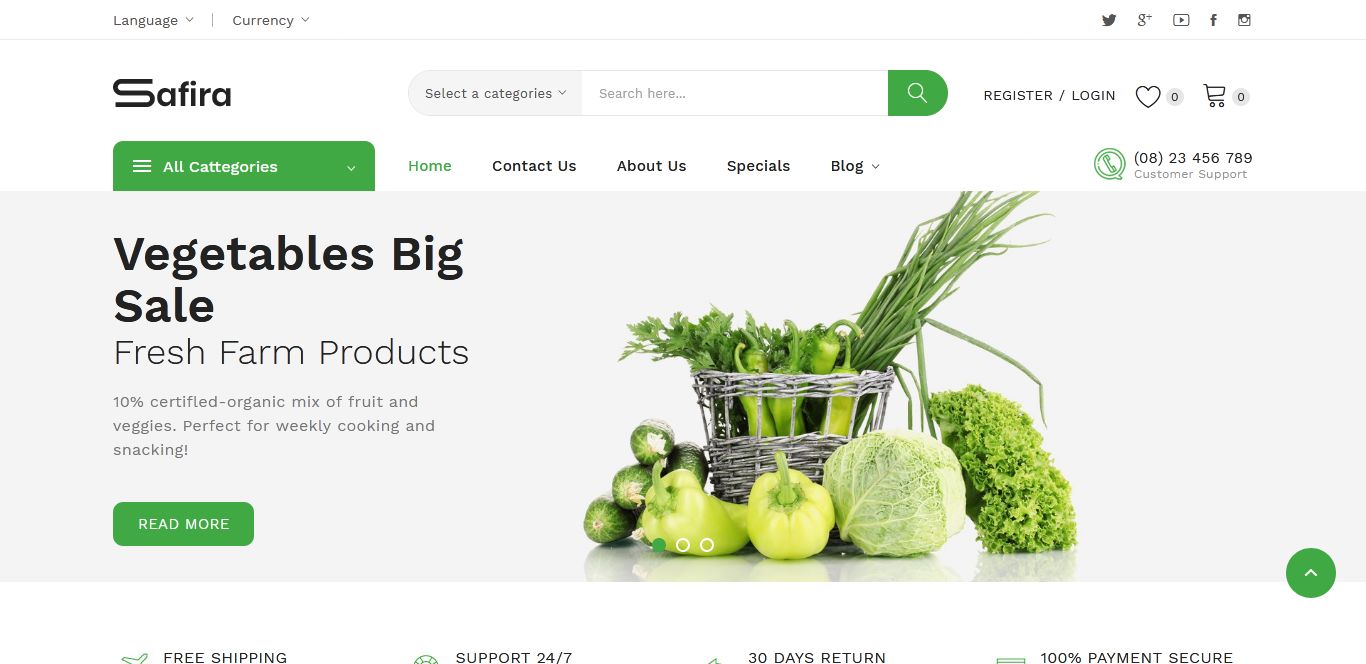 Language
Currency
Safira
Select a categories
Search here...
REGISTER / LOGIN
0
0
All Cattegories
Home
Contact Us
About Us
Specials
Blog
(08) 23 456 789
Customer Support
Vegetables Big
Sale
Fresh Farm Products
10% certifled-organic mix of fruit and
veggies. Perfect for weekly cooking and
snacking!
READ MORE
FREE SHIPPING
SUPPORT 24/7
30 DAYS RETURN
100% PAYMENT SECURE